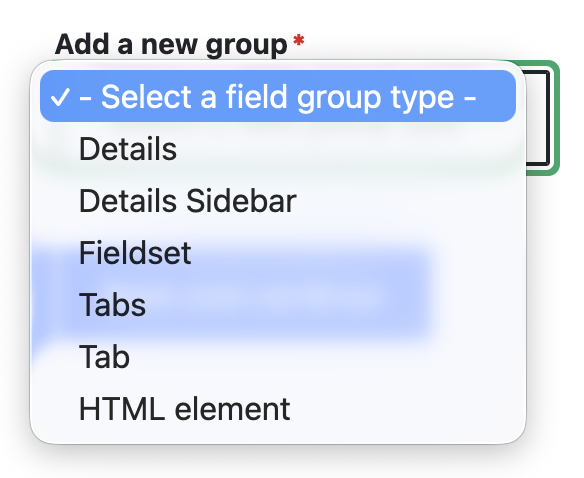 Add a new group*
✓ - Select a field group type -
Details
Details Sidebar
Fieldset
Tabs
Tab
HTML element